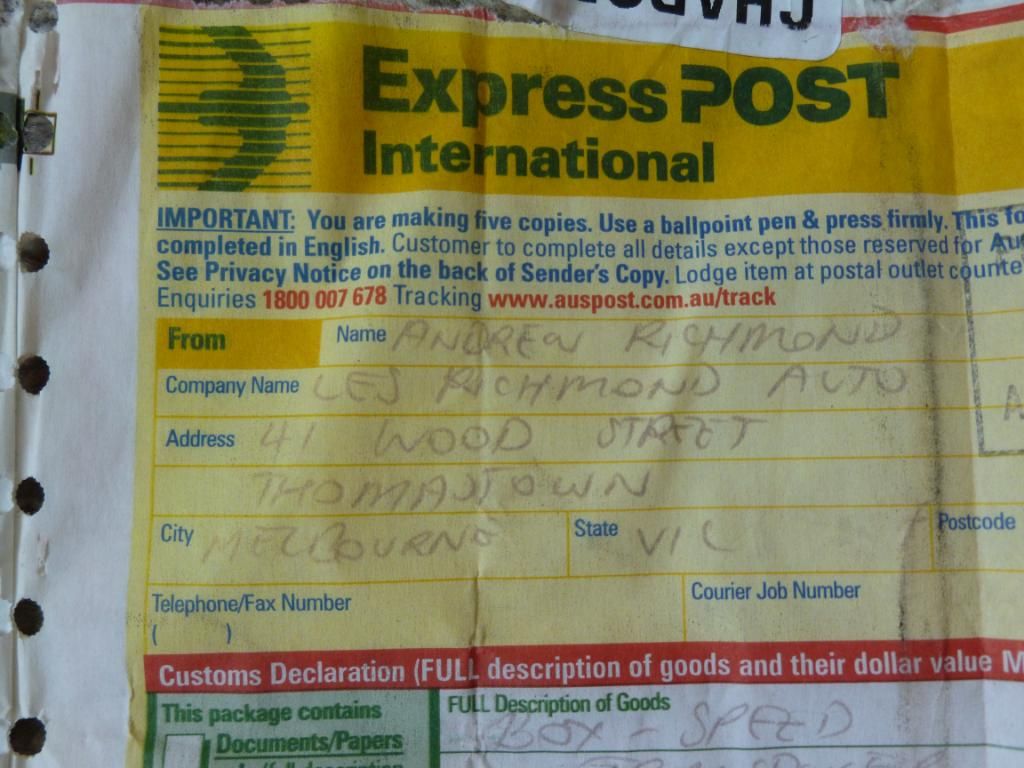 Express POST
International
IMPORTANT: You are making five copies. Use a ballpoint pen & press firmly. This fo
completed in English. Customer to complete all details except those reserved for Au
See Privacy Notice on the back of Sender's Copy. Lodge item at postal outlet counte
Enquiries 1800 007 678 Tracking www.auspost.com.au/track
From Name ANDREW RICHMOND
Company Name LES RICHMOND AUTO
Address 41 WOOD STREET
THOMASTOWN
City MELBOURNE State VIC Postcode
Telephone/Fax Number Courier Job Number
( )
Customs Declaration (FULL description of goods and their dollar value M
This package contains FULL Description of Goods
Documents/Papers BOX - SPEED